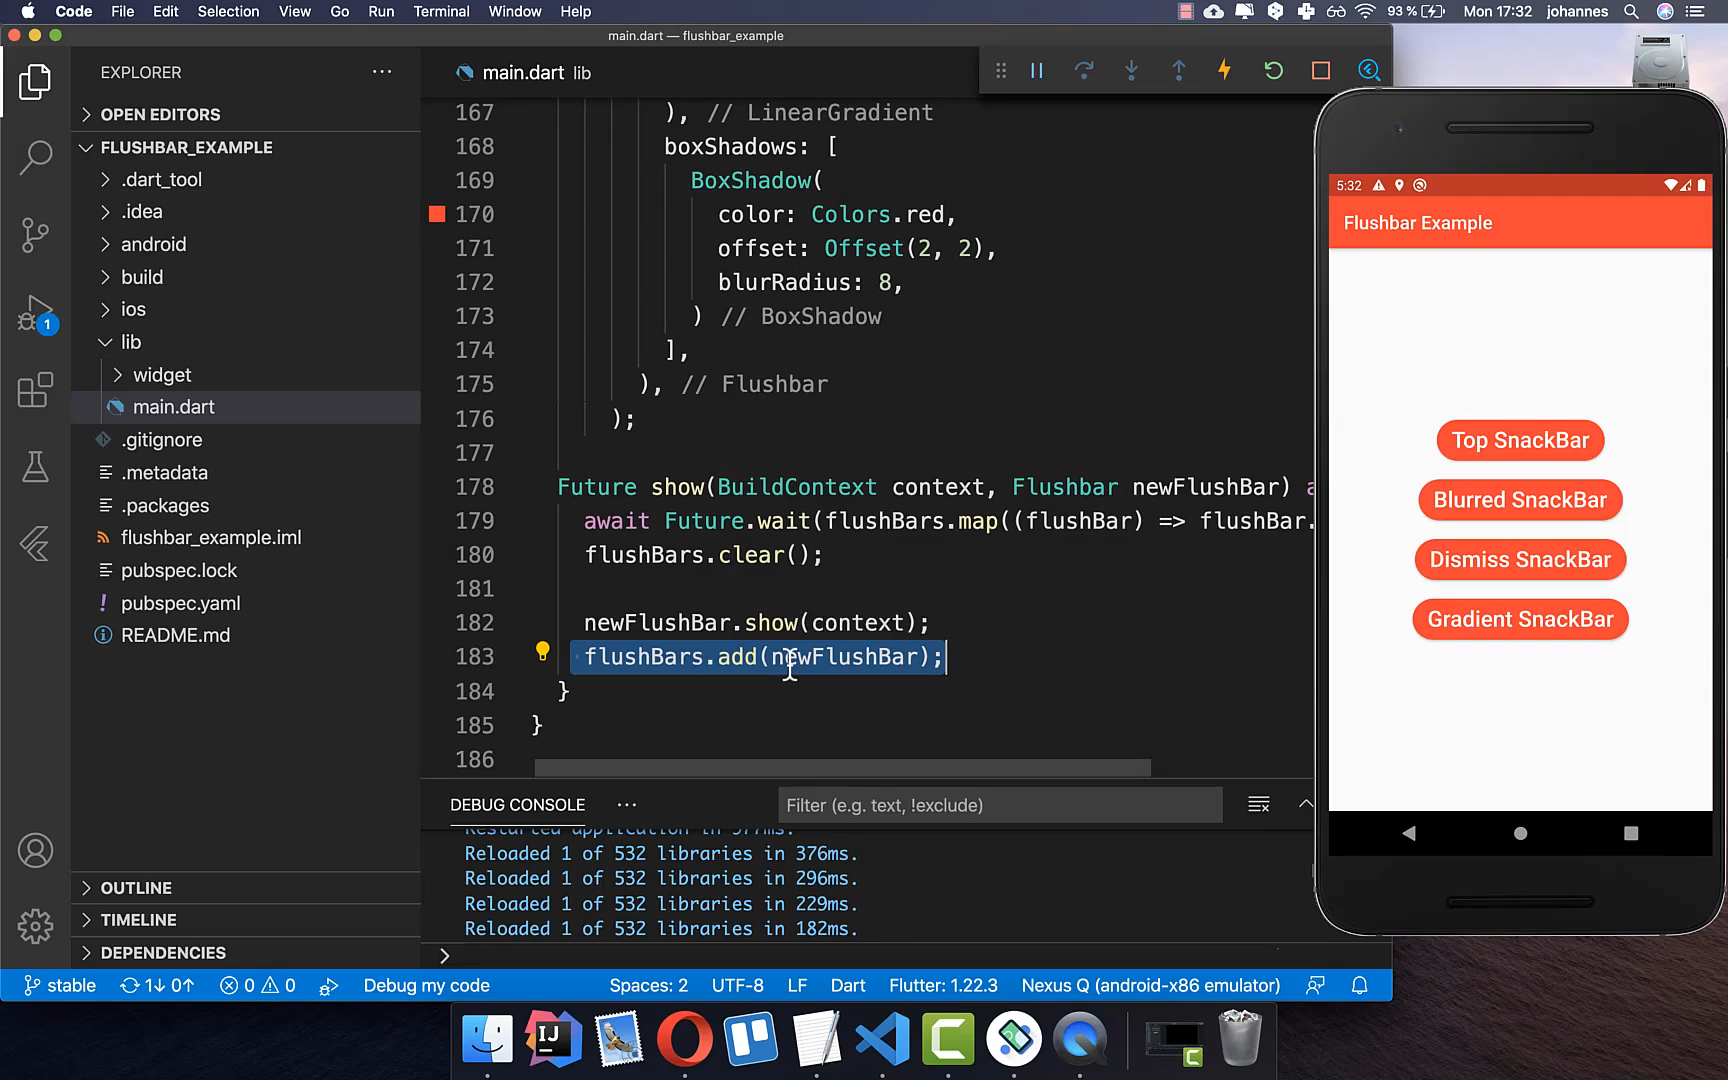 Code File Edit Selection View Go Run Terminal Window Help
93 % Mon 17:32 johannes
main.dart — flushbar_example
EXPLORER
OPEN EDITORS
FLUSHBAR_EXAMPLE
.dart_tool
.idea
android
build
ios
lib
widget
main.dart
.gitignore
.metadata
.packages
flushbar_example.iml
pubspec.lock
! pubspec.yaml
README.md
OUTLINE
TIMELINE
DEPENDENCIES
1
main.dart lib
167 ), // LinearGradient
168 boxShadows: [
169 BoxShadow(
170 color: Colors.red,
171 offset: Offset(2, 2),
172 blurRadius: 8,
173 ) // BoxShadow
174 ],
175 ), // Flushbar
176 );
177
178 Future show(BuildContext context, Flushbar newFlushBar) a
179 await Future.wait(flushBars.map((flushBar) => flushBar.
180 flushBars.clear();
181
182 newFlushBar.show(context);
183 flushBars.add(newFlushBar);
184 }
185 }
186
DEBUG CONSOLE
Filter (e.g. text, !exclude)
Restarted application in 977ms.
Reloaded 1 of 532 libraries in 376ms.
Reloaded 1 of 532 libraries in 296ms.
Reloaded 1 of 532 libraries in 229ms.
Reloaded 1 of 532 libraries in 182ms.
stable 1↓ 0↑ 0 0 Debug my code Spaces: 2 UTF-8 LF Dart Flutter: 1.22.3 Nexus Q (android-x86 emulator)
5:32
Flushbar Example
Top SnackBar
Blurred SnackBar
Dismiss SnackBar
Gradient SnackBar
IJ